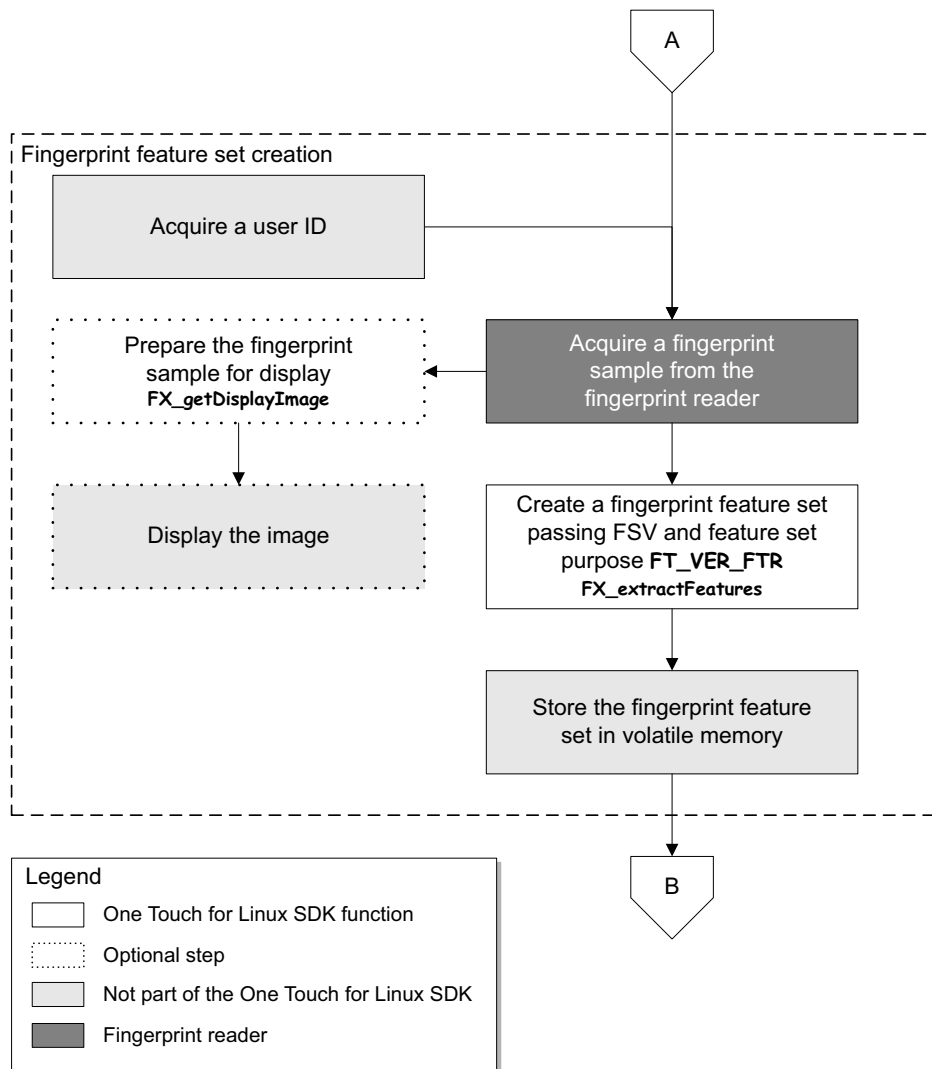 A
Fingerprint feature set creation
Acquire a user ID
Prepare the fingerprint
sample for display
FX_getDisplayImage
Acquire a fingerprint
sample from the
fingerprint reader
Display the image
Create a fingerprint feature set
passing FSV and feature set
purpose FT_VER_FTR
FX_extractFeatures
Store the fingerprint feature
set in volatile memory
B
Legend
One Touch for Linux SDK function
Optional step
Not part of the One Touch for Linux SDK
Fingerprint reader